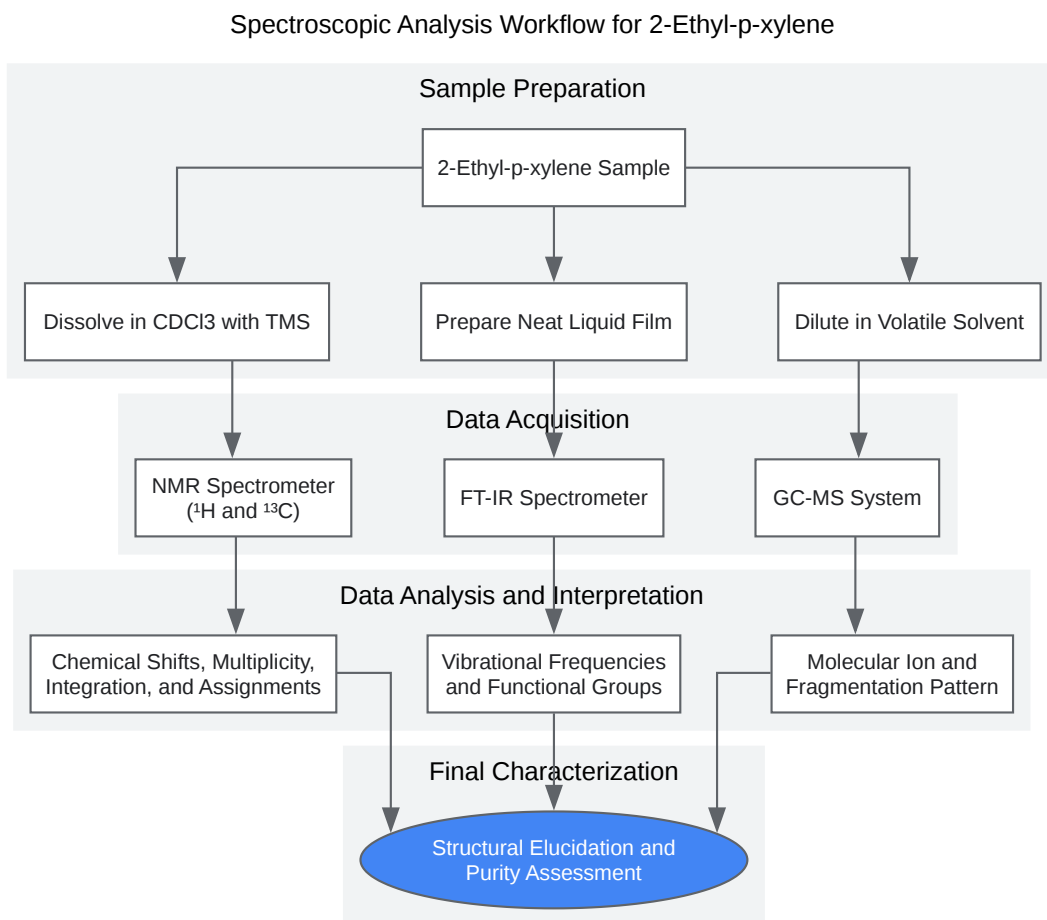 Spectroscopic Analysis Workflow for 2-Ethyl-p-xylene
Sample Preparation
2-Ethyl-p-xylene Sample
Dissolve in CDCl3 with TMS
Prepare Neat Liquid Film
Dilute in Volatile Solvent
Data Acquisition
NMR Spectrometer
(¹H and ¹³C)
FT-IR Spectrometer
GC-MS System
Data Analysis and Interpretation
Chemical Shifts, Multiplicity,
Integration, and Assignments
Vibrational Frequencies
and Functional Groups
Molecular Ion and
Fragmentation Pattern
Final Characterization
Structural Elucidation and
Purity Assessment